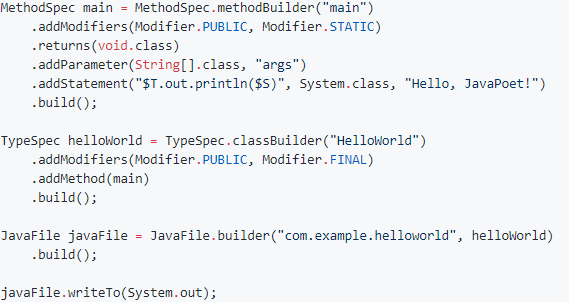 MethodSpec main = MethodSpec.methodBuilder("main")
    .addModifiers(Modifier.PUBLIC, Modifier.STATIC)
    .returns(void.class)
    .addParameter(String[].class, "args")
    .addStatement("$T.out.println($S)", System.class, "Hello, JavaPoet!")
    .build();

TypeSpec helloWorld = TypeSpec.classBuilder("HelloWorld")
    .addModifiers(Modifier.PUBLIC, Modifier.FINAL)
    .addMethod(main)
    .build();

JavaFile javaFile = JavaFile.builder("com.example.helloworld", helloWorld)
    .build();

javaFile.writeTo(System.out);